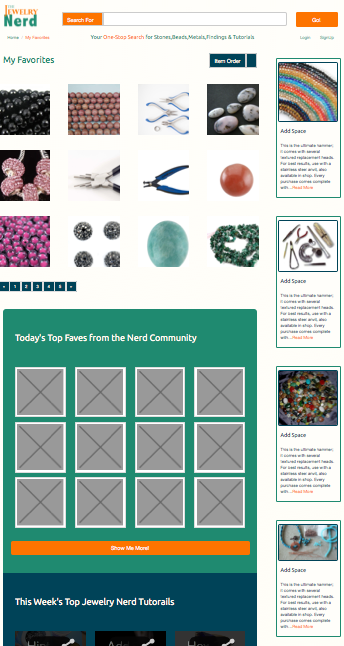 THE
JEWELRY
Nerd
Search For
Go!
Home / My Favorites
Your One-Stop Search for Stones,Beads,Metals,Findings & Tutorials
Login
SignUp
My Favorites
Item Order
Add Space
This is the ultimate hammer,
it comes with several
textured replacement heads.
For best results, use with a
stainless steel anvil, also
available in shop. Every
purchase comes complete
with...Read More
Add Space
This is the ultimate hammer,
it comes with several
textured replacement heads.
For best results, use with a
stainless steel anvil, also
available in shop. Every
purchase comes complete
with...Read More
« 1 2 3 4 5 »
Today's Top Faves from the Nerd Community
Add Space
This is the ultimate hammer,
it comes with several
textured replacement heads.
For best results, use with a
stainless steel anvil, also
available in shop. Every
purchase comes complete
with...Read More
Show Me More!
Add Space
This is the ultimate hammer,
it comes with several
textured replacement heads.
For best results, use with a
stainless steel anvil, also
available in shop. Every
purchase comes complete
with...Read More
This Week's Top Jewelry Nerd Tutorails